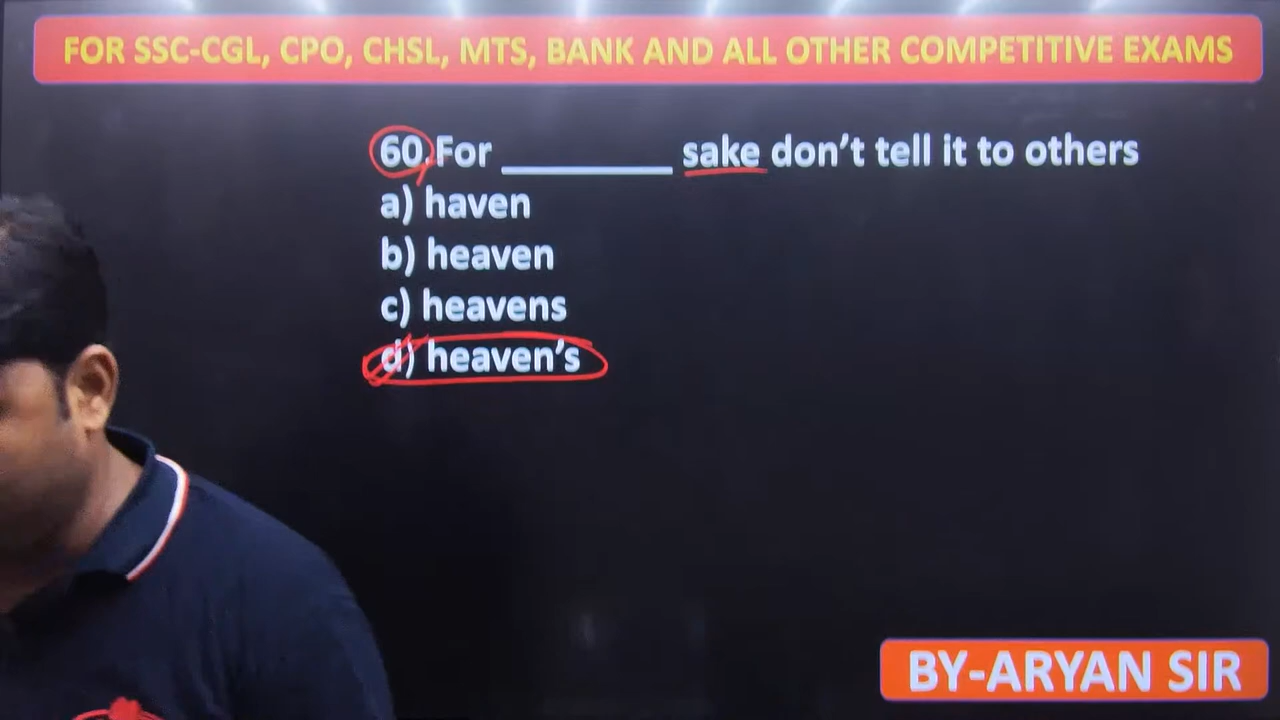 FOR SSC-CGL, CPO, CHSL, MTS, BANK AND ALL OTHER COMPETITIVE EXAMS
60.For __________ sake don't tell it to others
a) haven
b) heaven
c) heavens
d) heaven's
BY-ARYAN SIR